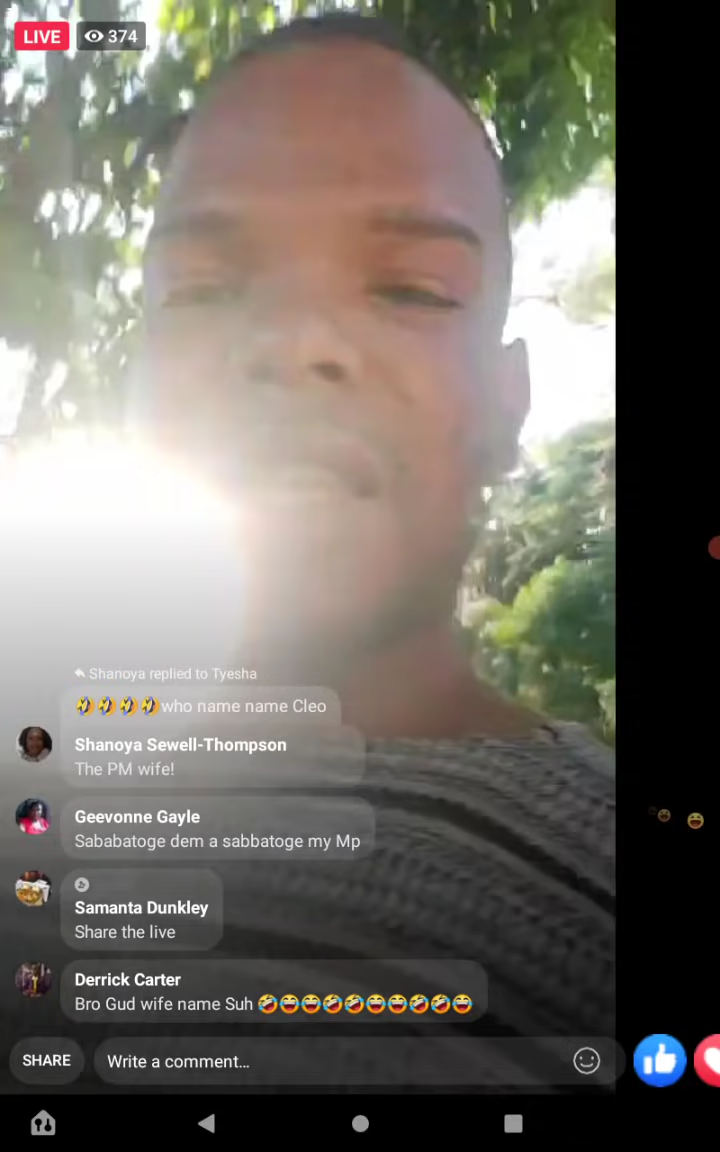 LIVE 374
Shanoya replied to Tyesha
🤣🤣🤣🤣who name name Cleo
Shanoya Sewell-Thompson
The PM wife!
Geevonne Gayle
Sababatoge dem a sabbatoge my Mp
Samanta Dunkley
Share the live
Derrick Carter
Bro Gud wife name Suh 🤣😂😂🤣🤣😂😂🤣🤣😂
SHARE Write a comment…